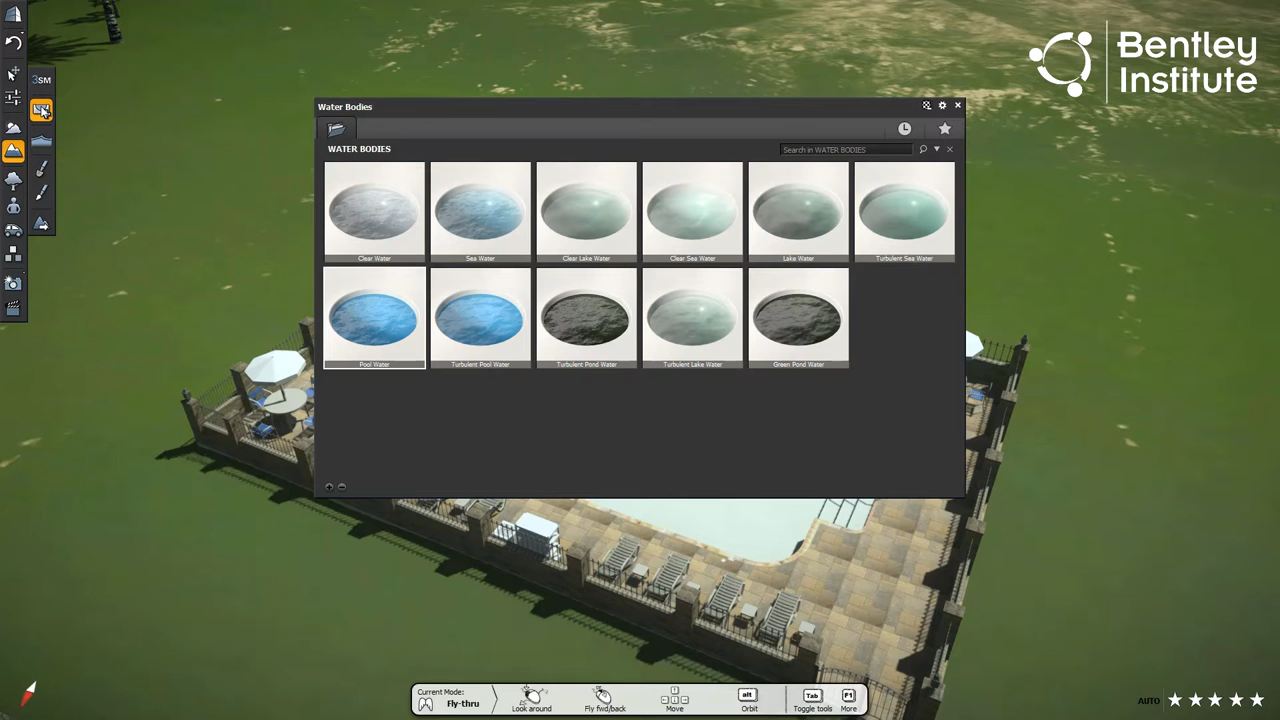 Bentley
Institute
3SM
Water Bodies
WATER BODIES
Search in WATER BODIES
Clear Water
Sea Water
Clear Lake Water
Clear Sea Water
Lake Water
Turbulent Sea Water
Pool Water
Turbulent Pool Water
Turbulent Pond Water
Turbulent Lake Water
Green Pond Water
Current Mode:
Fly-thru
Look around
Fly fwd/back
Move
alt
Orbit
Tab
Toggle tools
F1
More
AUTO